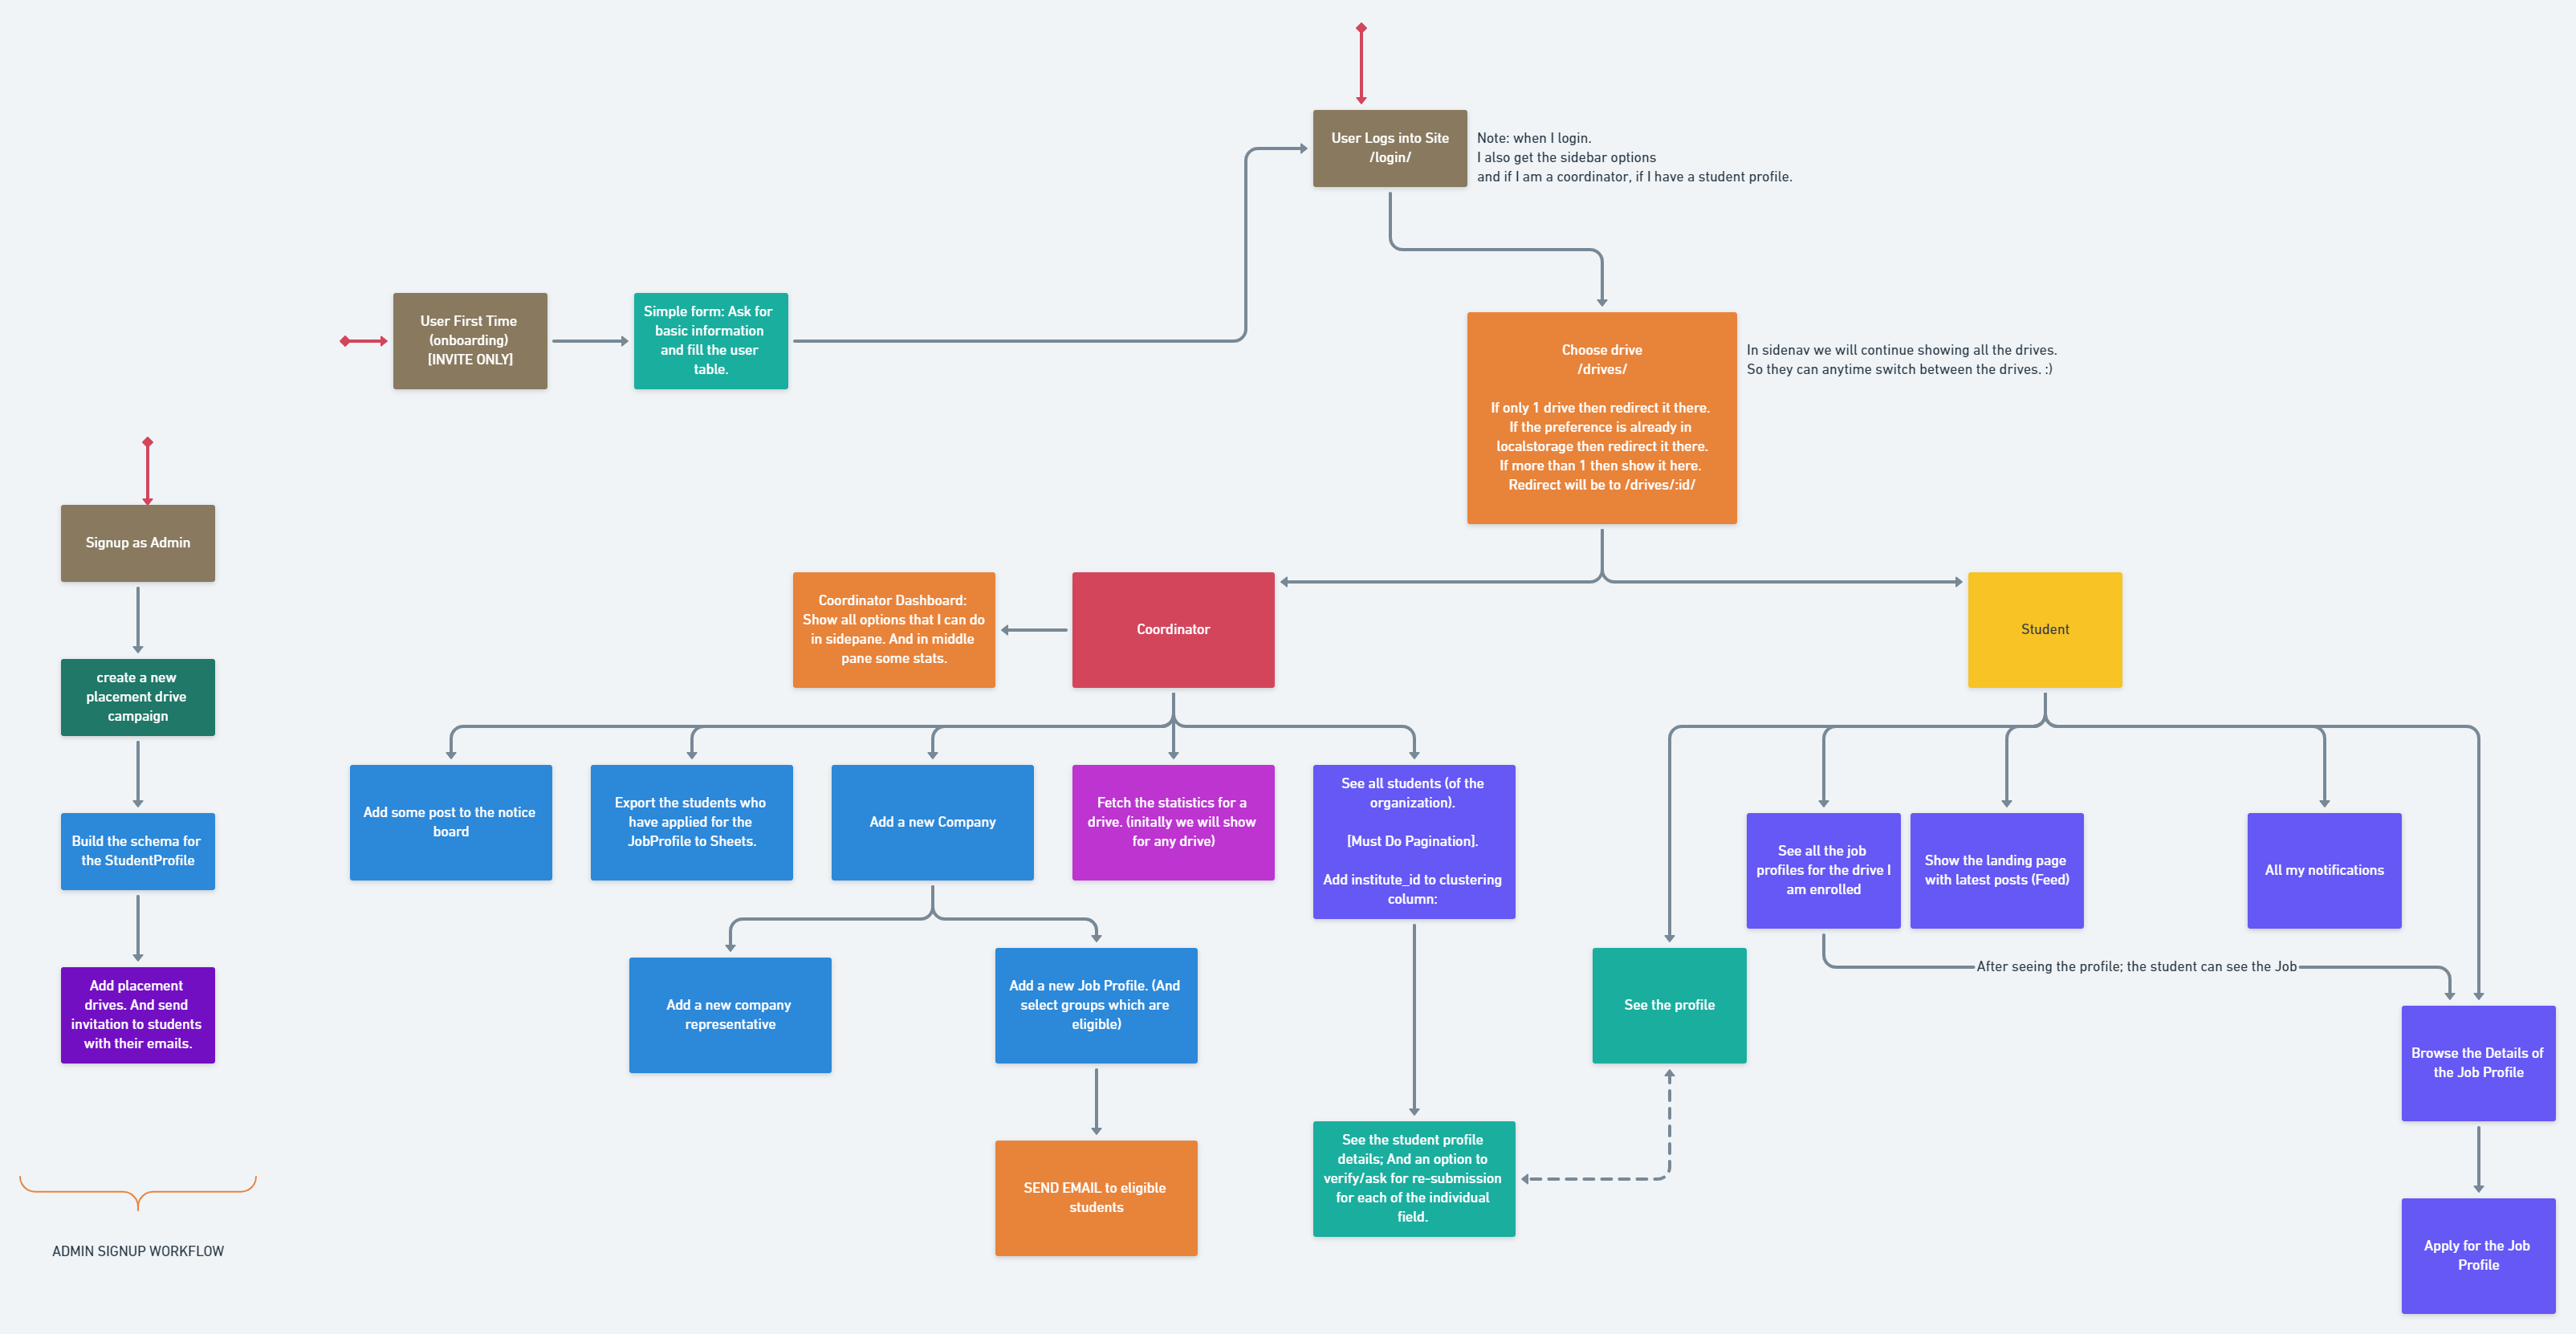 User Logs into Site
/login/
Note: when I login.
I also get the sidebar options
and if I am a coordinator, if I have a student profile.
User First Time
(onboarding)
[INVITE ONLY]
Simple form: Ask for
basic information
and fill the user
table.
Choose drive
/drives/
If only 1 drive then redirect it there.
If the preference is already in
localstorage then redirect it there.
If more than 1 then show it here.
Redirect will be to /drives/:id/
In sidenav we will continue showing all the drives.
So they can anytime switch between the drives. :)
Signup as Admin
create a new
placement drive
campaign
Build the schema for
the StudentProfile
Add placement
drives. And send
invitation to students
with their emails.
ADMIN SIGNUP WORKFLOW
Coordinator Dashboard:
Show all options that I can do
in sidepane. And in middle
pane some stats.
Coordinator
Student
Add some post to the notice
board
Export the students who
have applied for the
JobProfile to Sheets.
Add a new Company
Fetch the statistics for a
drive. (initally we will show
for any drive)
See all students (of the
organization).
[Must Do Pagination].
Add institute_id to clustering
column:
See all the job
profiles for the drive I
am enrolled
Show the landing page
with latest posts (Feed)
All my notifications
After seeing the profile; the student can see the Job
Add a new company
representative
Add a new Job Profile. (And
select groups which are
eligible)
See the profile
Browse the Details of
the Job Profile
SEND EMAIL to eligible
students
See the student profile
details; And an option to
verify/ask for re-submission
for each of the individual
field.
Apply for the Job
Profile